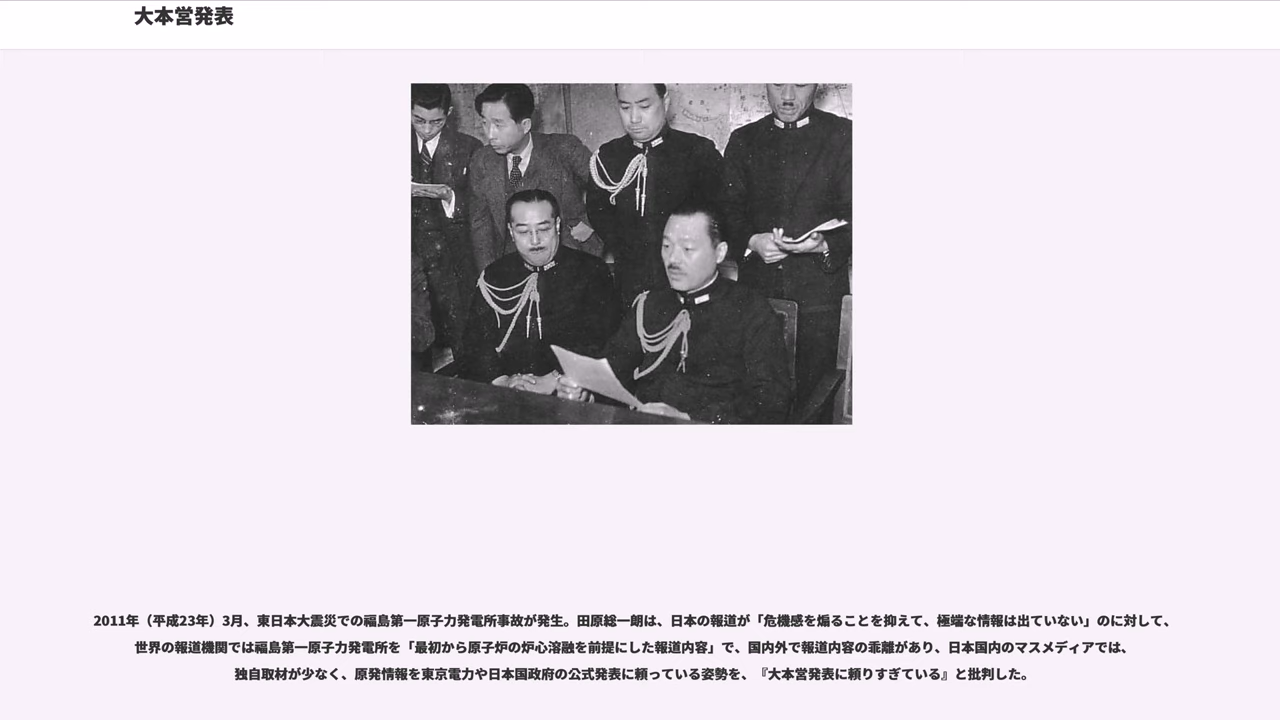 大本営発表
2011年（平成23年）3月、東日本大震災での福島第一原子力発電所事故が発生。田原総一朗は、日本の報道が「危機感を煽ることを抑えて、極端な情報は出ていない」のに対して、
世界の報道機関では福島第一原子力発電所を「最初から原子炉の炉心溶融を前提にした報道内容」で、国内外で報道内容の乖離があり、日本国内のマスメディアでは、
独自取材が少なく、原発情報を東京電力や日本国政府の公式発表に頼っている姿勢を、『大本営発表に頼りすぎている』と批判した。